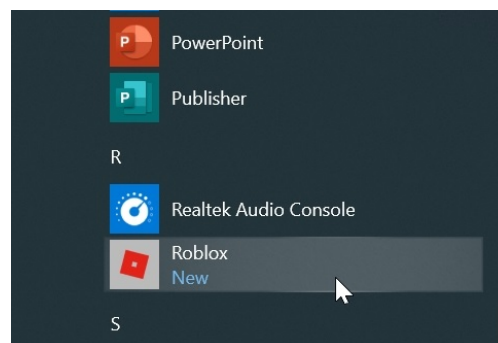 PowerPoint
Publisher
R
Realtek Audio Console
Roblox
New
S